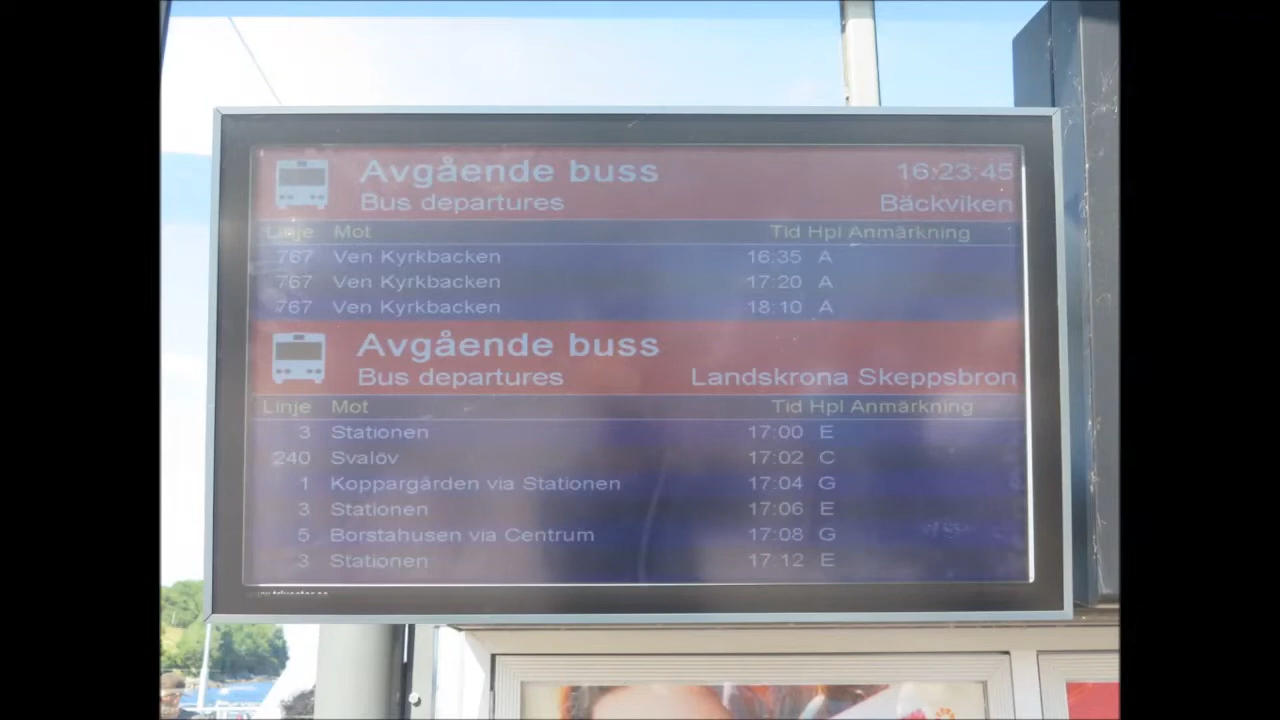 Avgående buss 16:23:45
Bus departures Bäckviken
Linje Mot Tid Hpl Anmärkning
767 Ven Kyrkbacken 16:35 A
767 Ven Kyrkbacken 17:20 A
767 Ven Kyrkbacken 18:10 A
Avgående buss
Bus departures Landskrona Skeppsbron
Linje Mot Tid Hpl Anmärkning
3 Stationen 17:00 E
240 Svalöv 17:02 C
1 Koppargården via Stationen 17:04 G
3 Stationen 17:06 E
5 Borstahusen via Centrum 17:08 G
3 Stationen 17:12 E